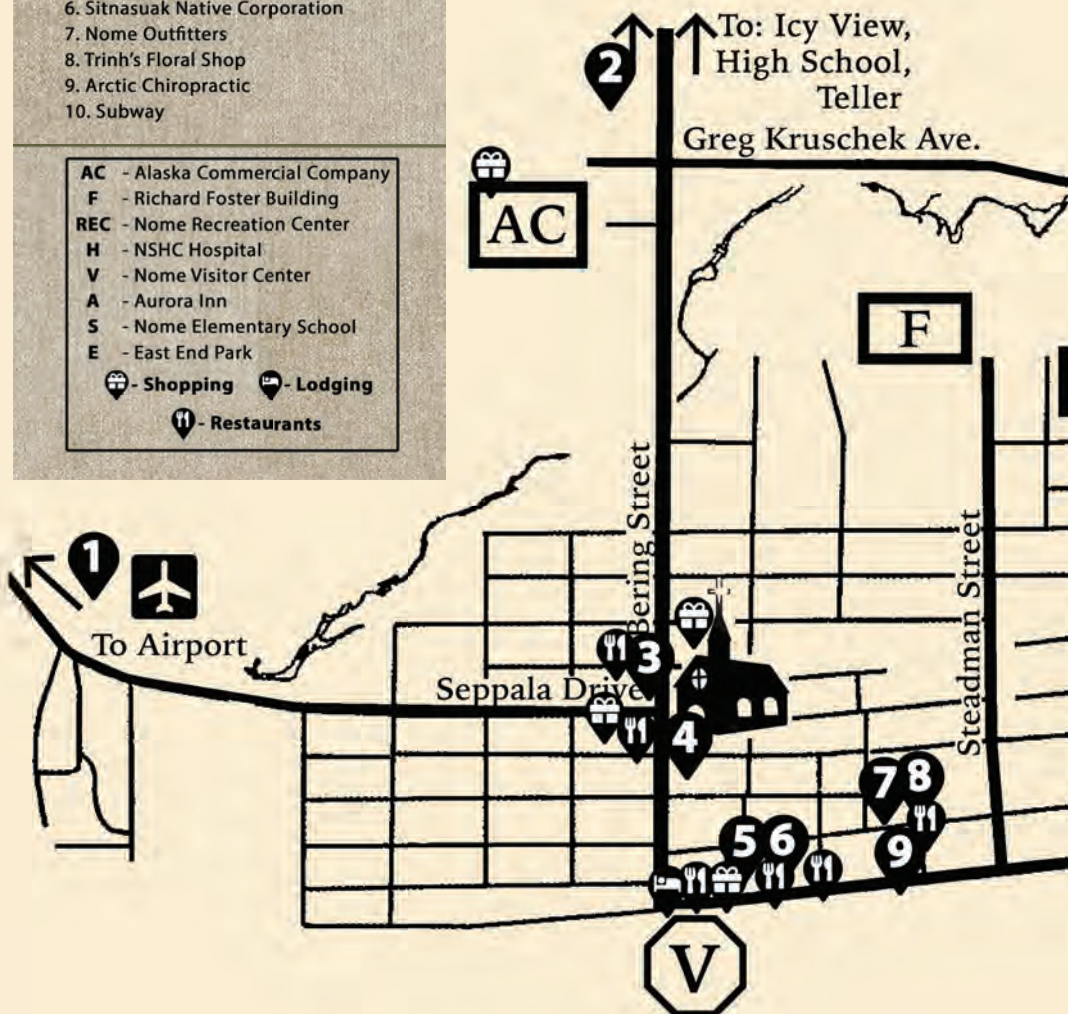 6. Sitnasuak Native Corporation
7. Nome Outfitters
8. Trinh's Floral Shop
9. Arctic Chiropractic
10. Subway
AC - Alaska Commercial Company
F - Richard Foster Building
REC - Nome Recreation Center
H - NSHC Hospital
V - Nome Visitor Center
A - Aurora Inn
S - Nome Elementary School
E - East End Park
- Shopping - Lodging
- Restaurants
To: Icy View,
High School,
Teller
2
Greg Kruschek Ave.
AC
F
Bering Street
Steadman Street
1
To Airport
3
Seppala Drive
4
7 8
5 6
9
V